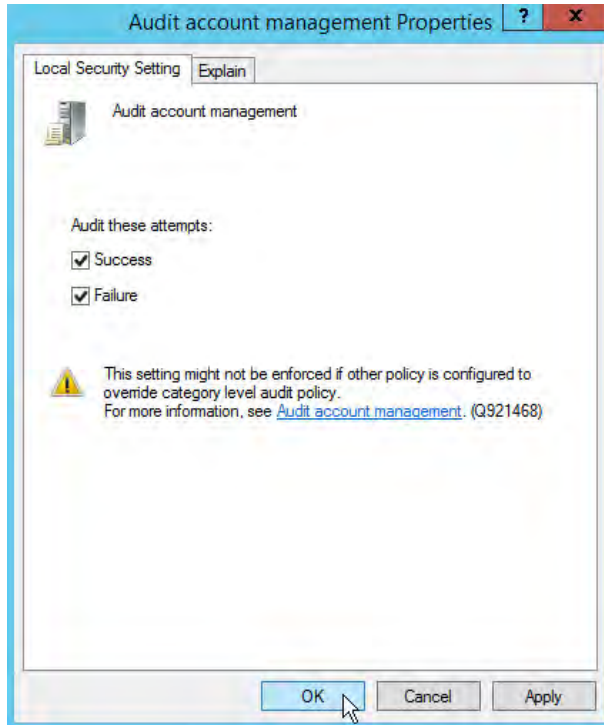 Audit account management Properties
?
x
Local Security Setting
Explain
Audit account management
Audit these attempts:
Success
Failure
This setting might not be enforced if other policy is configured to
override category level audit policy.
For more information, see Audit account management. (Q921468)
OK
Cancel
Apply